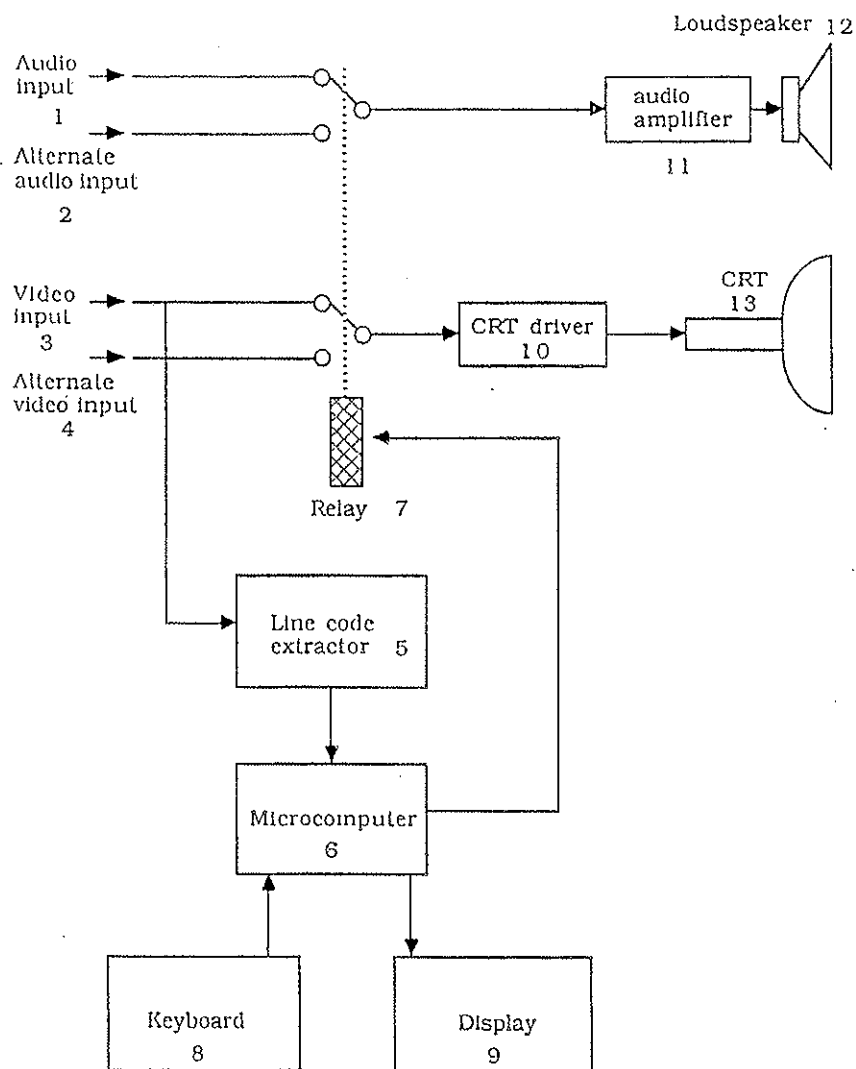 Loudspeaker 12
Audio
input
1
audio
amplifier
11
Alternate
audio input
2
Video
input
3
CRT driver
10
CRT
13
Alternate
video input
4
Relay 7
Line code
extractor 5
Microcomputer
6
Keyboard
8
Display
9